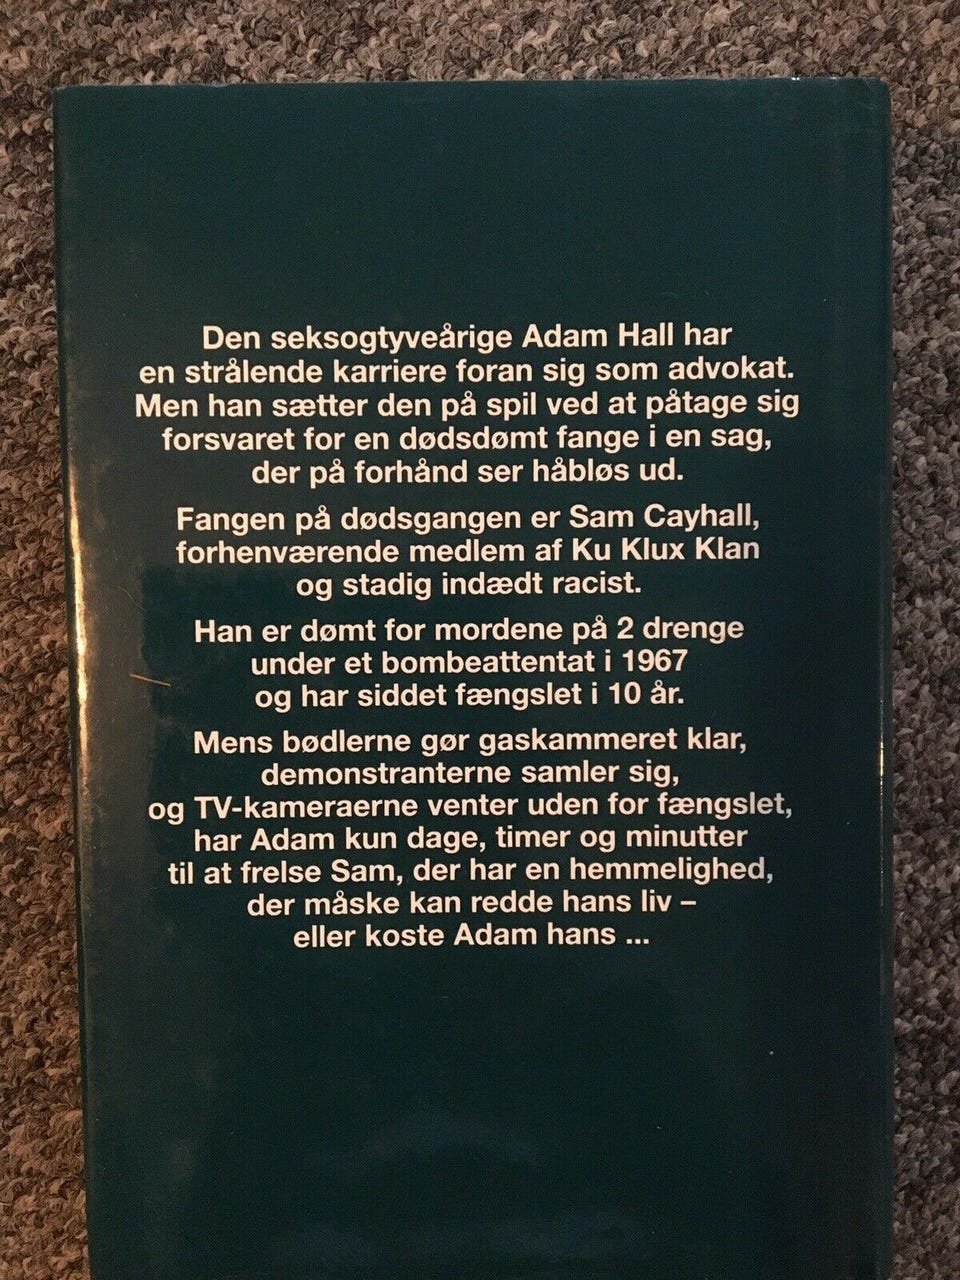 Den seksogtyveårige Adam Hall har
en strålende karriere foran sig som advokat.
Men han sætter den på spil ved at påtage sig
forsvaret for en dødsdømt fange i en sag,
der på forhånd ser håbløs ud.
Fangen på dødsgangen er Sam Cayhall,
forhenværende medlem af Ku Klux Klan
og stadig indædt racist.
Han er dømt for mordene på 2 drenge
under et bombeattentat i 1967
og har siddet fængslet i 10 år.
Mens bødlerne gør gaskammeret klar,
demonstranterne samler sig,
og TV-kameraerne venter uden for fængslet,
har Adam kun dage, timer og minutter
til at frelse Sam, der har en hemmelighed,
der måske kan redde hans liv –
eller koste Adam hans ...